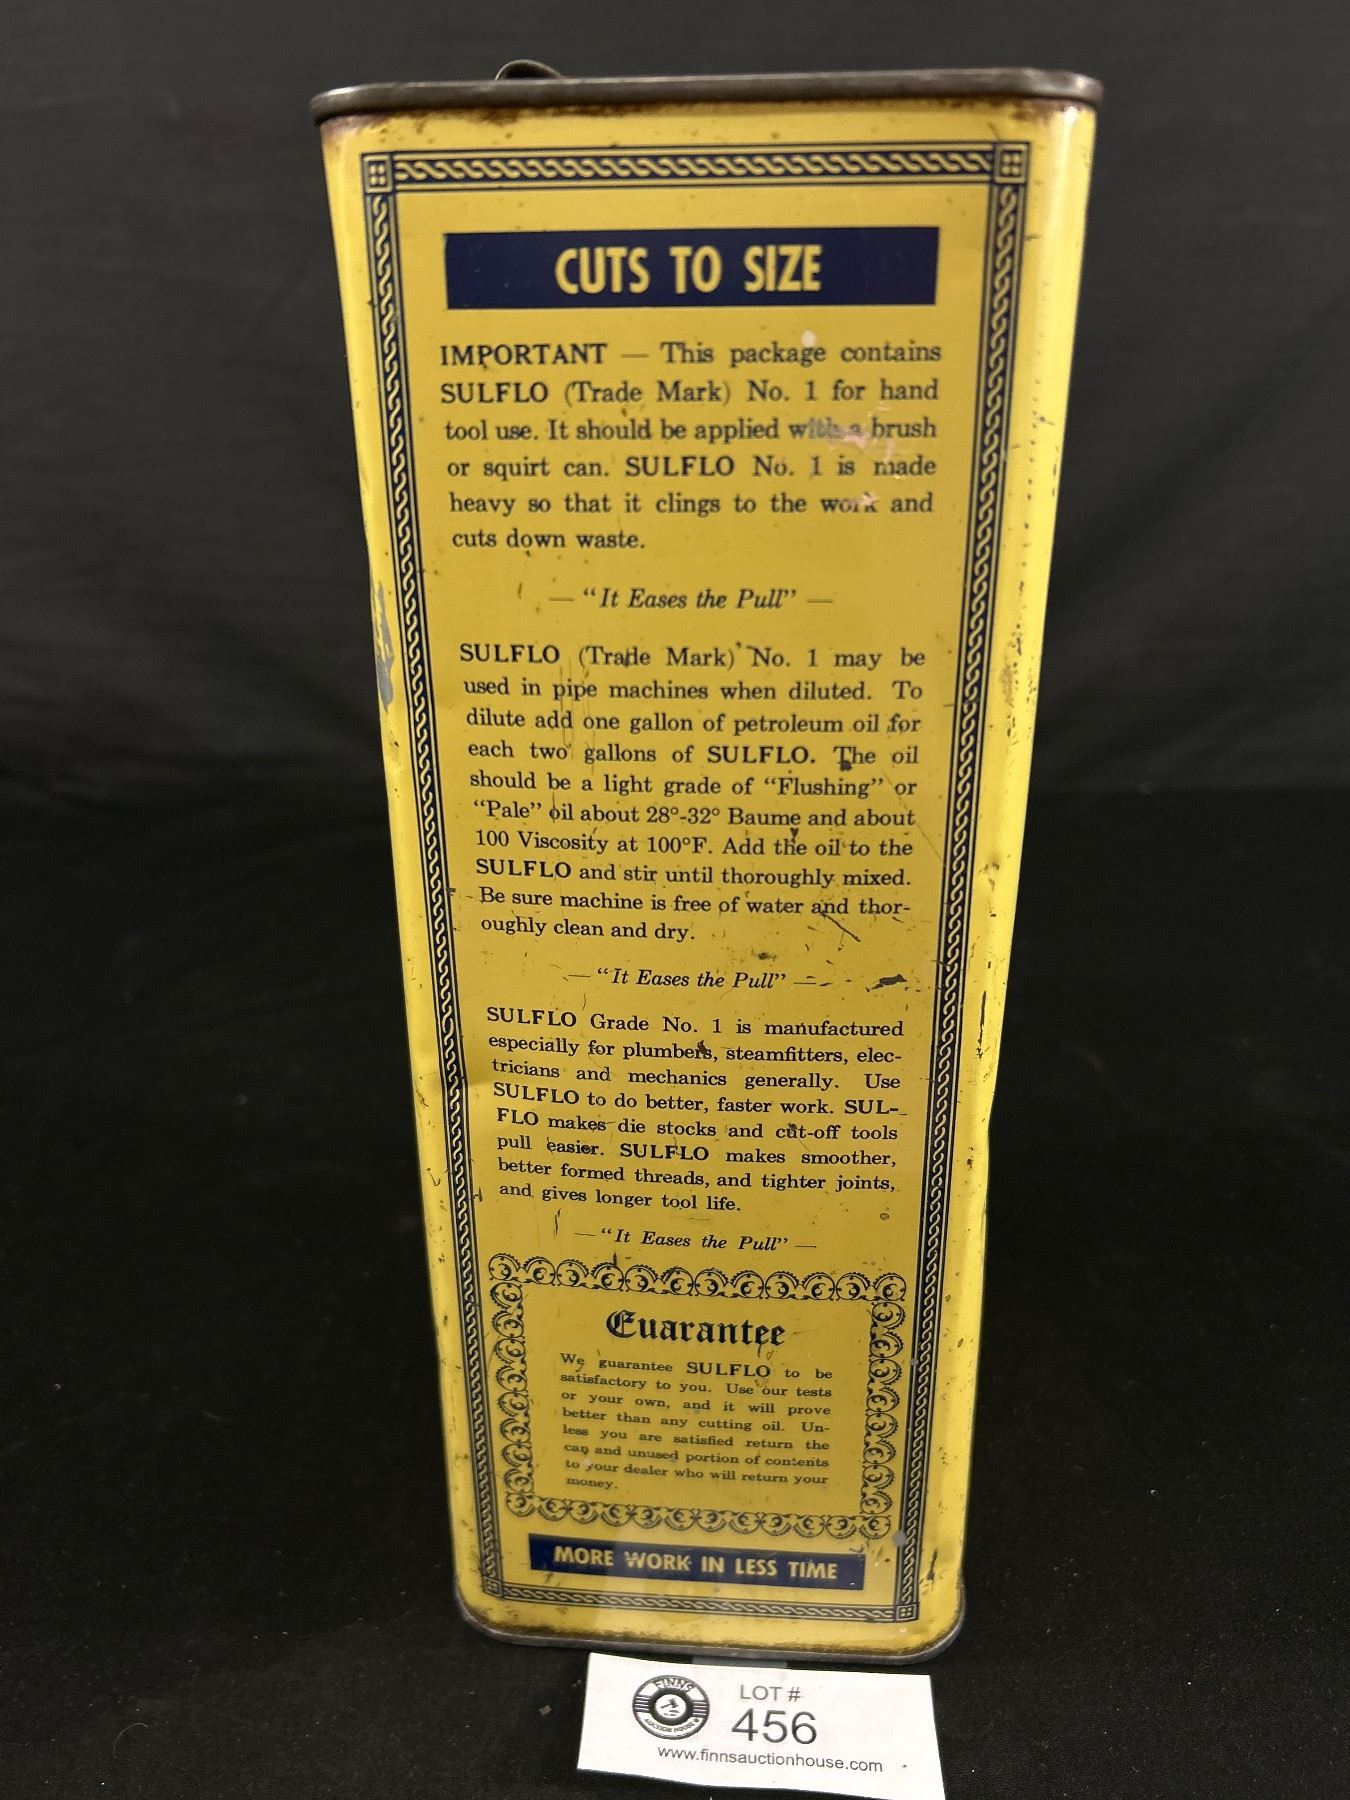 CUTS TO SIZE
IMPORTANT — This package contains
SULFLO (Trade Mark) No. 1 for hand
tool use. It should be applied with a brush
or squirt can. SULFLO No. 1 is made
heavy so that it clings to the work and
cuts down waste.
— "It Eases the Pull" —
SULFLO (Trade Mark) No. 1 may be
used in pipe machines when diluted. To
dilute add one gallon of petroleum oil for
each two gallons of SULFLO. The oil
should be a light grade of "Flushing" or
"Pale" oil about 28°-32° Baume and about
100 Viscosity at 100°F. Add the oil to the
SULFLO and stir until thoroughly mixed.
Be sure machine is free of water and thor-
oughly clean and dry.
— "It Eases the Pull" —
SULFLO Grade No. 1 is manufactured
especially for plumbers, steamfitters, elec-
tricians and mechanics generally. Use
SULFLO to do better, faster work. SUL-
FLO makes die stocks and cut-off tools
pull easier. SULFLO makes smoother,
better formed threads, and tighter joints,
and gives longer tool life.
— "It Eases the Pull" —
Guarantee
We guarantee SULFLO to be
satisfactory to you. Use our tests
or your own, and it will prove
better than any cutting oil. Un-
less you are satisfied return the
can and unused portion of contents
to your dealer who will return your
money.
MORE WORK IN LESS TIME
FINNS
AUCTION HOUSE
LOT #
456
www.finnsauctionhouse.com